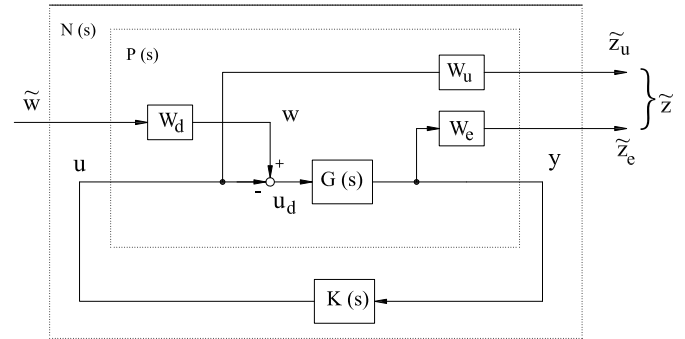 N (s)
P (s)
z̃u
Wu
w̃
Wd
w
We
z̃
z̃e
u
+
-
ud
G (s)
y
K (s)